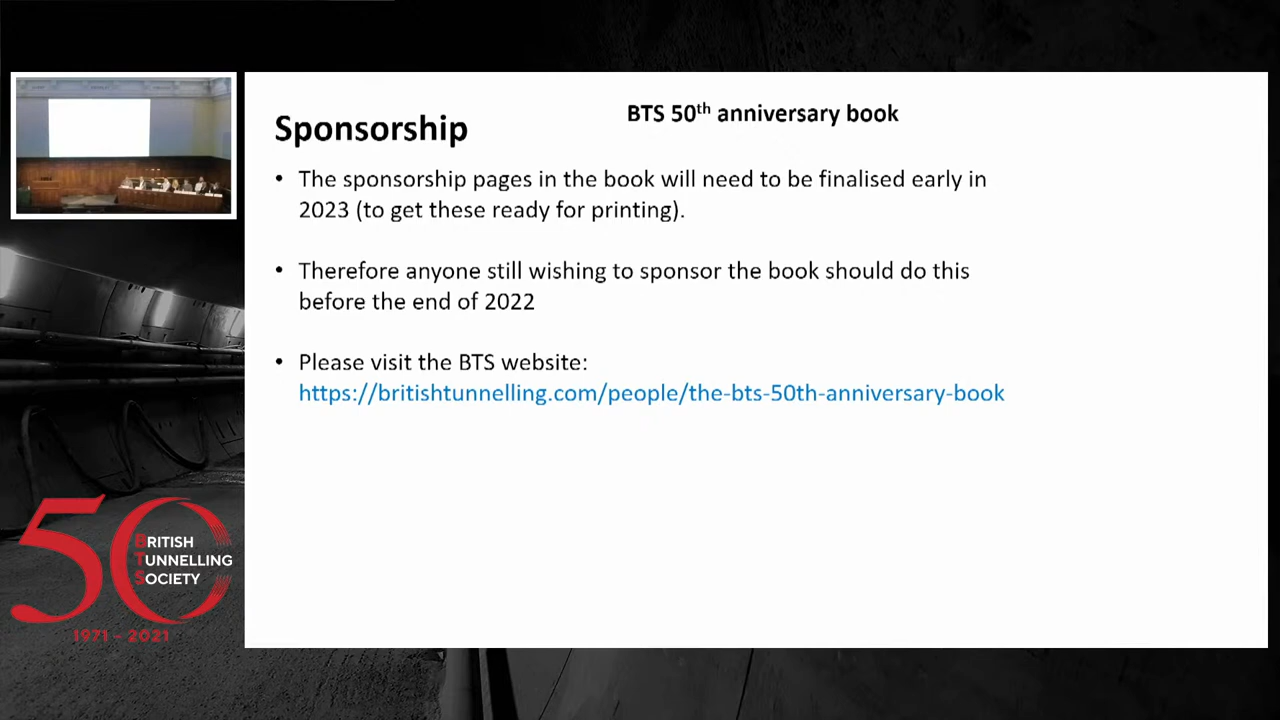 BTS 50th anniversary book
Sponsorship
• The sponsorship pages in the book will need to be finalised early in
2023 (to get these ready for printing).
• Therefore anyone still wishing to sponsor the book should do this
before the end of 2022
• Please visit the BTS website:
https://britishtunnelling.com/people/the-bts-50th-anniversary-book
50
BRITISH
TUNNELLING
SOCIETY
1971 - 2021